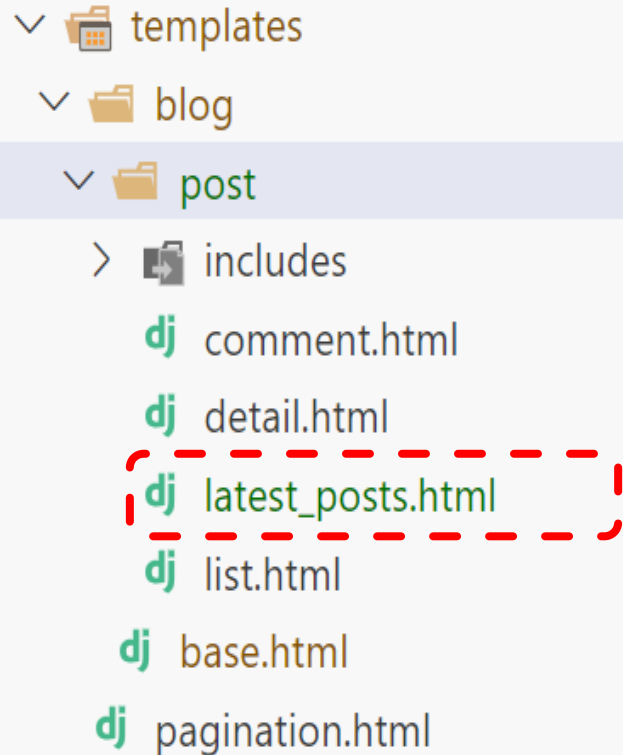 templates
blog
post
includes
dj comment.html
dj detail.html
dj latest_posts.html
dj list.html
dj base.html
dj pagination.html